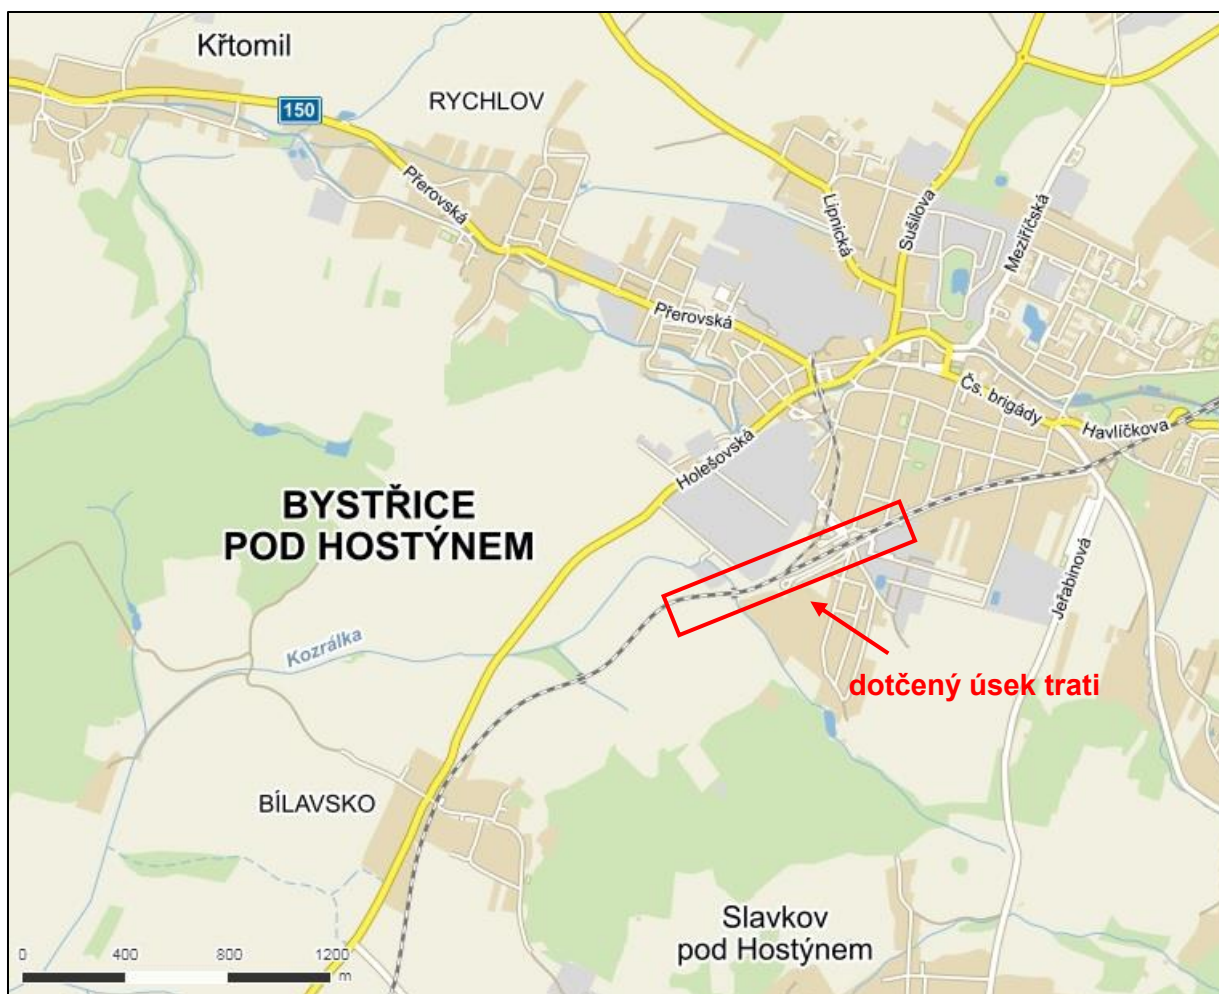 Křtomil
RYCHLOV
150
Přerovská
Lipnická
Sušilova
Meziříčská
Přerovská
Čs. brigády
Havlíčkova
Holešovská
BYSTŘICE
POD HOSTÝNEM
Jeřabinová
Kozrálka
dotčený úsek trati
BÍLAVSKO
Slavkov
pod Hostýnem
0 400 800 1200
m